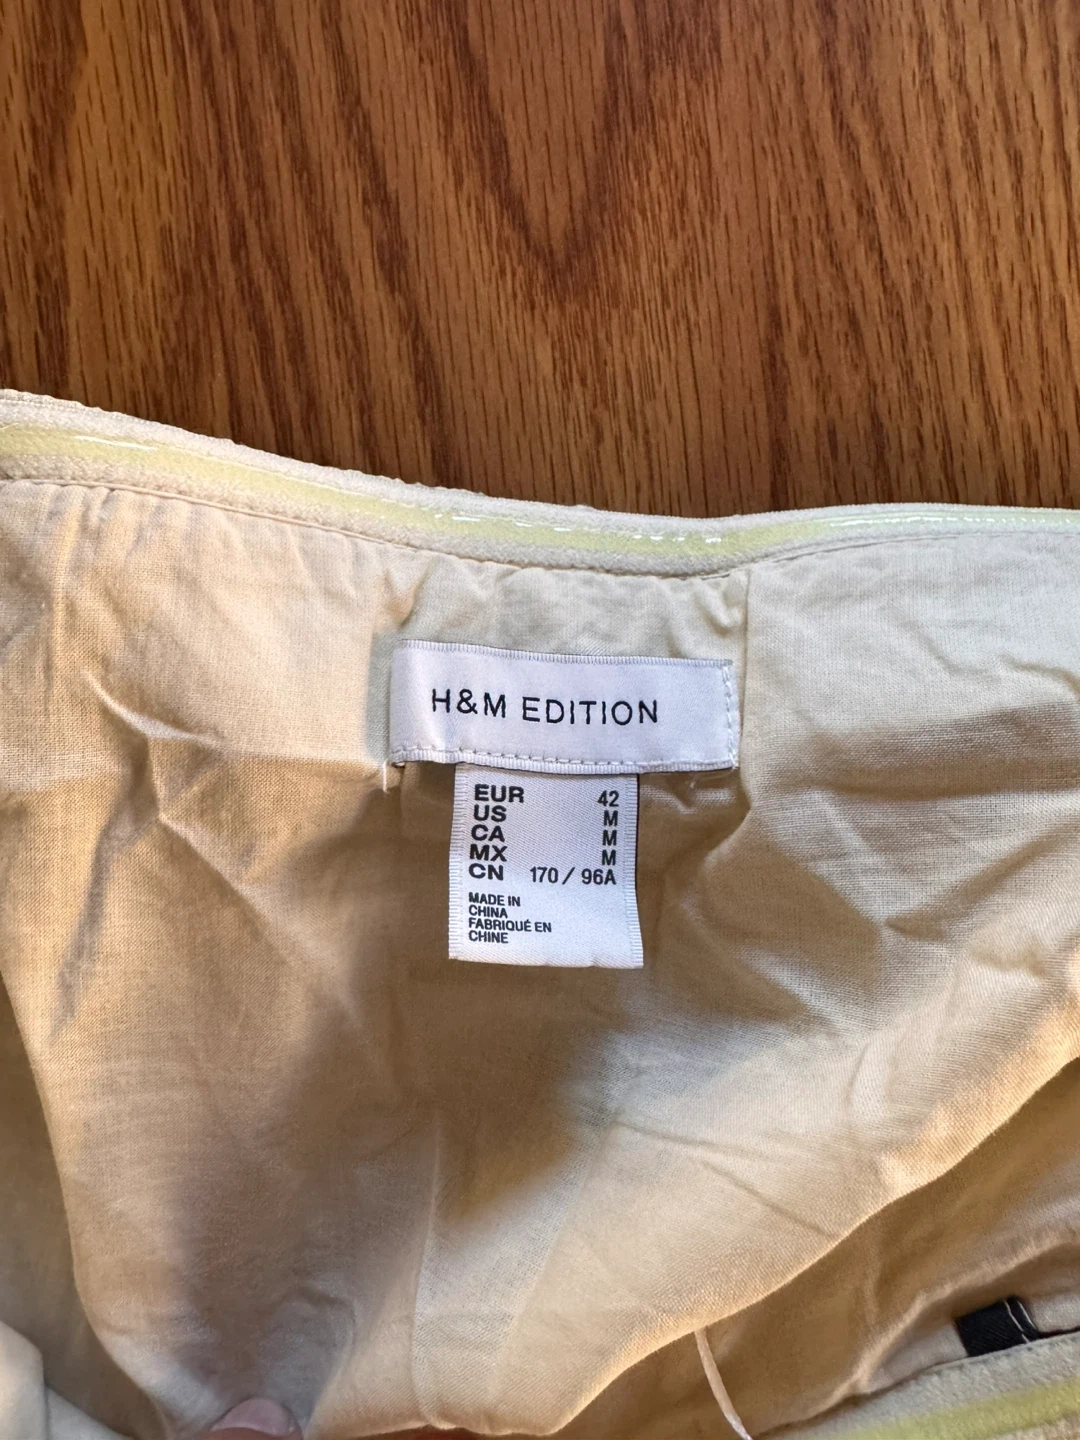 H&M EDITION
EUR 42
US M
CA M
MX M
CN 170 / 96A
MADE IN
CHINA
FABRIQUÉ EN
CHINE